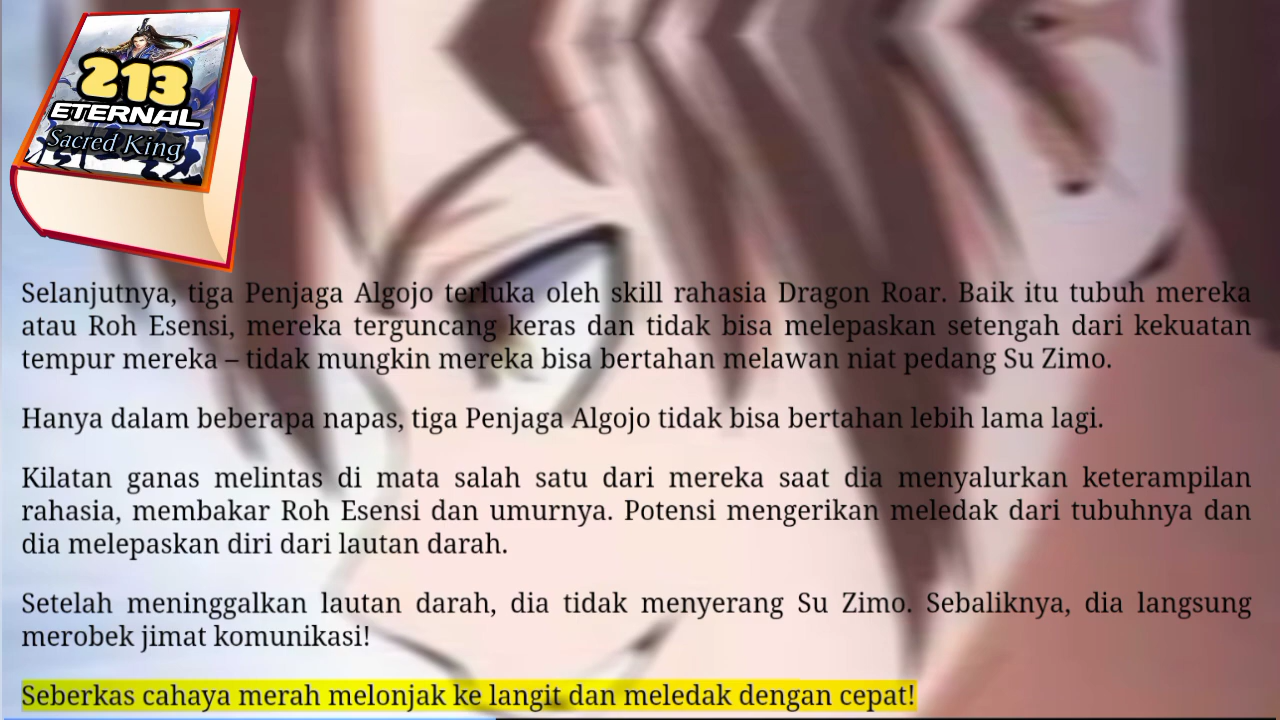 213
ETERNAL
Sacred King
Selanjutnya, tiga Penjaga Algojo terluka oleh skill rahasia Dragon Roar. Baik itu tubuh mereka
atau Roh Esensi, mereka terguncang keras dan tidak bisa melepaskan setengah dari kekuatan
tempur mereka – tidak mungkin mereka bisa bertahan melawan niat pedang Su Zimo.
Hanya dalam beberapa napas, tiga Penjaga Algojo tidak bisa bertahan lebih lama lagi.
Kilatan ganas melintas di mata salah satu dari mereka saat dia menyalurkan keterampilan
rahasia, membakar Roh Esensi dan umurnya. Potensi mengerikan meledak dari tubuhnya dan
dia melepaskan diri dari lautan darah.
Setelah meninggalkan lautan darah, dia tidak menyerang Su Zimo. Sebaliknya, dia langsung
merobek jimat komunikasi!
Seberkas cahaya merah melonjak ke langit dan meledak dengan cepat!